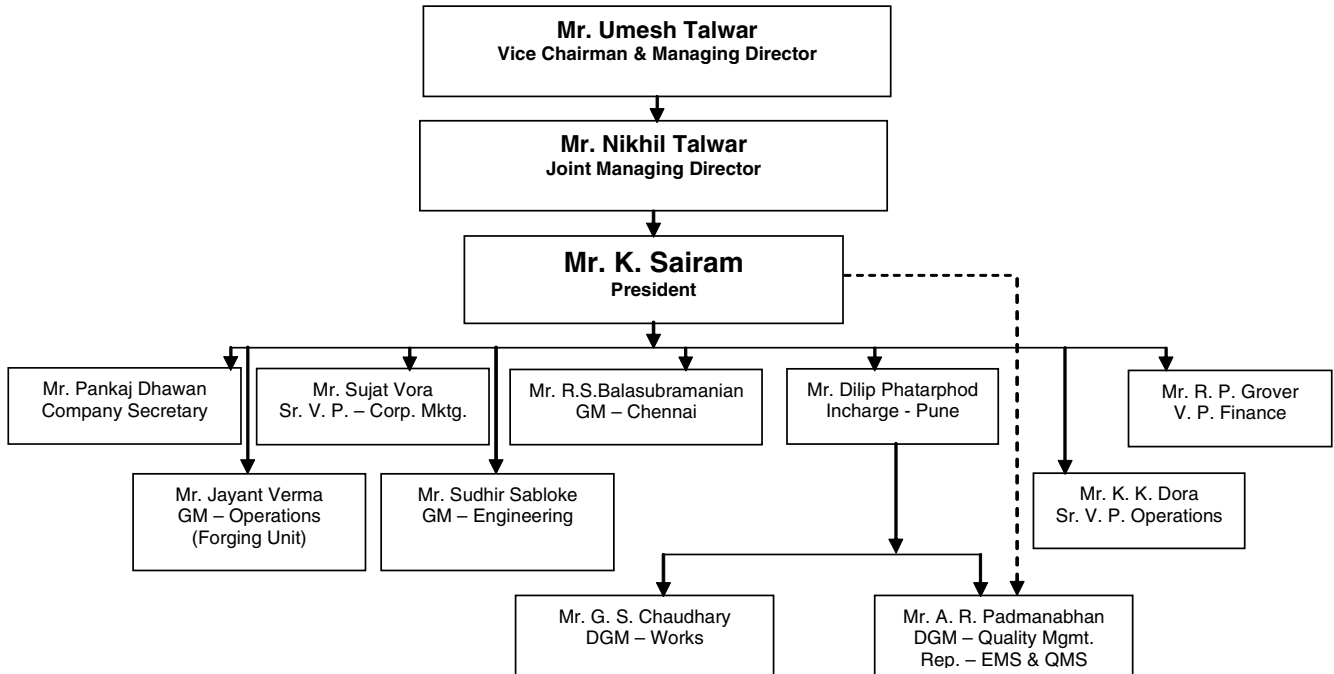 Mr. Umesh Talwar
Vice Chairman & Managing Director
Mr. Nikhil Talwar
Joint Managing Director
Mr. K. Sairam
President
Mr. Pankaj Dhawan
Company Secretary
Mr. Sujat Vora
Sr. V. P. – Corp. Mktg.
Mr. R.S.Balasubramanian
GM – Chennai
Mr. Dilip Phatarphod
Incharge - Pune
Mr. R. P. Grover
V. P. Finance
Mr. Jayant Verma
GM – Operations
(Forging Unit)
Mr. Sudhir Sabloke
GM – Engineering
Mr. K. K. Dora
Sr. V. P. Operations
Mr. G. S. Chaudhary
DGM – Works
Mr. A. R. Padmanabhan
DGM – Quality Mgmt.
Rep. – EMS & QMS